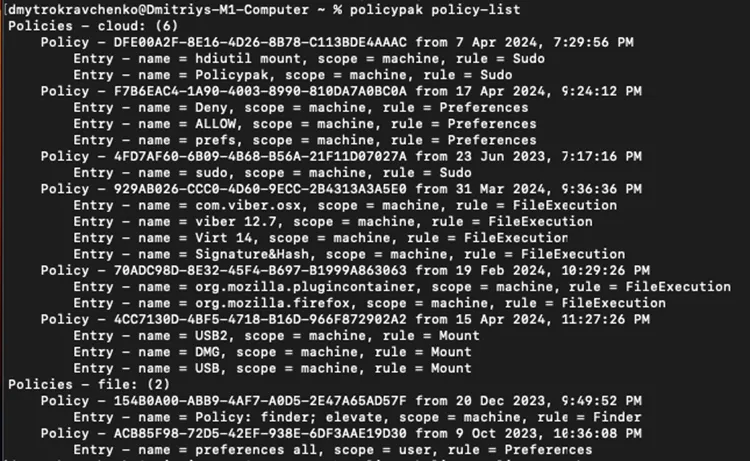 dmytrokravchenko@Dmitriys-M1-Computer ~ % policypak policy-list
Policies - cloud: (6)
Policy - DFE00A2F-8E16-4D26-8B78-C113BDE4AAAC from 7 Apr 2024, 7:29:56 PM
Entry - name = hdiutil mount, scope = machine, rule = Sudo
Entry - name = Policypak, scope = machine, rule = Sudo
Policy - F7B6EAC4-1A90-4003-8990-810DA7A0BC0A from 17 Apr 2024, 9:24:12 PM
Entry - name = Deny, scope = machine, rule = Preferences
Entry - name = ALLOW, scope = machine, rule = Preferences
Entry - name = prefs, scope = machine, rule = Preferences
Policy - 4FD7AF60-6B09-4B68-B56A-21F11D07027A from 23 Jun 2023, 7:17:16 PM
Entry - name = sudo, scope = machine, rule = Sudo
Policy - 929AB026-CCC0-4D60-9ECC-2B4313A3A5E0 from 31 Mar 2024, 9:36:36 PM
Entry - name = com.viber.osx, scope = machine, rule = FileExecution
Entry - name = viber 12.7, scope = machine, rule = FileExecution
Entry - name = Virt 14, scope = machine, rule = FileExecution
Entry - name = Signature&Hash, scope = machine, rule = FileExecution
Policy - 70ADC98D-8E32-45F4-B697-B1999A863063 from 19 Feb 2024, 10:29:26 PM
Entry - name = org.mozilla.plugincontainer, scope = machine, rule = FileExecution
Entry - name = org.mozilla.firefox, scope = machine, rule = FileExecution
Policy - 4CC7130D-4BF5-4718-B16D-966F872902A2 from 15 Apr 2024, 11:27:26 PM
Entry - name = USB2, scope = machine, rule = Mount
Entry - name = DMG, scope = machine, rule = Mount
Entry - name = USB, scope = machine, rule = Mount
Policies - file: (2)
Policy - 154B0A00-ABB9-4AF7-A0D5-2E47A65AD57F from 20 Dec 2023, 9:49:52 PM
Entry - name = Policy: finder; elevate, scope = machine, rule = Finder
Policy - ACB85F98-72D5-42EF-938E-6DF3AAE19D30 from 9 Oct 2023, 10:36:08 PM
Entry - name = preferences all, scope = user, rule = Preferences